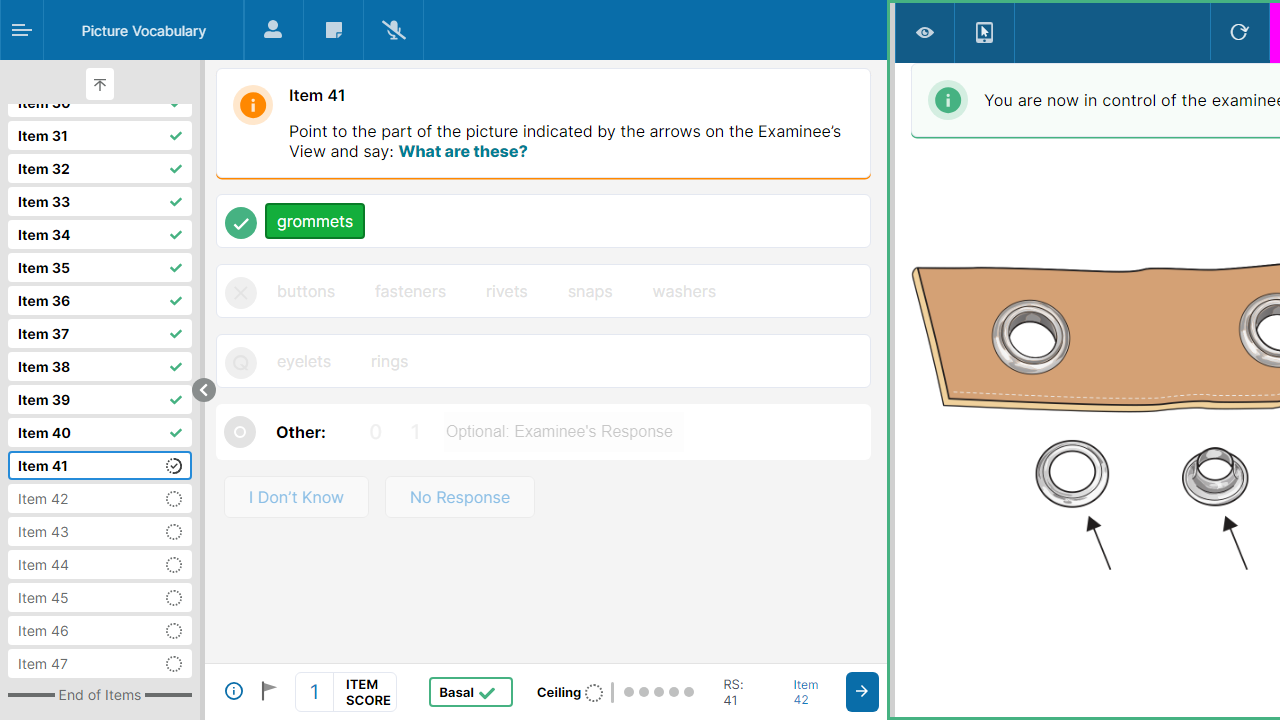 Picture Vocabulary
Item 30
Item 31
Item 32
Item 33
Item 34
Item 35
Item 36
Item 37
Item 38
Item 39
Item 40
Item 41
Item 42
Item 43
Item 44
Item 45
Item 46
Item 47
End of Items
Item 41
Point to the part of the picture indicated by the arrows on the Examinee’s
View and say: What are these?
grommets
buttons fasteners rivets snaps washers
Q eyelets rings
O Other: 0 1 Optional: Examinee's Response
I Don’t Know No Response
1 ITEM SCORE Basal Ceiling RS: 41 Item 42
You are now in control of the examinee